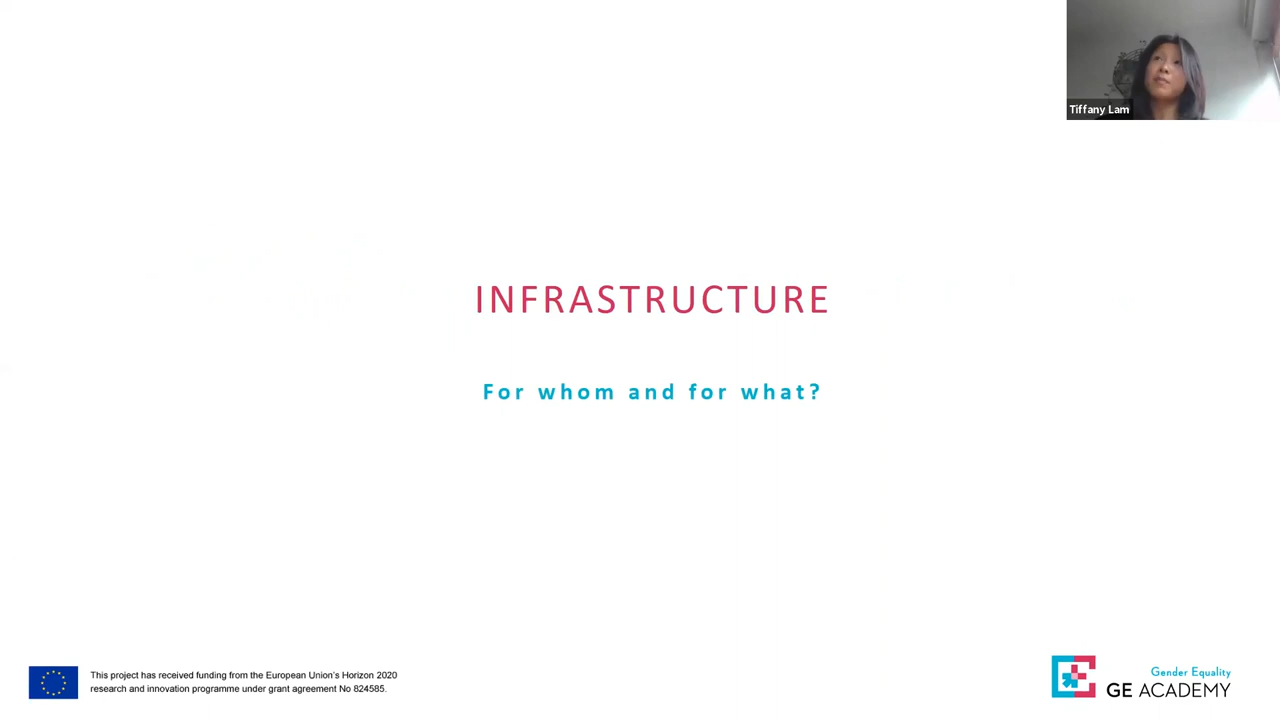 Tiffany Lam
INFRASTRUCTURE
For whom and for what?
This project has received funding from the European Union's Horizon 2020
research and innovation programme under grant agreement No 824585.
Gender Equality
GE ACADEMY